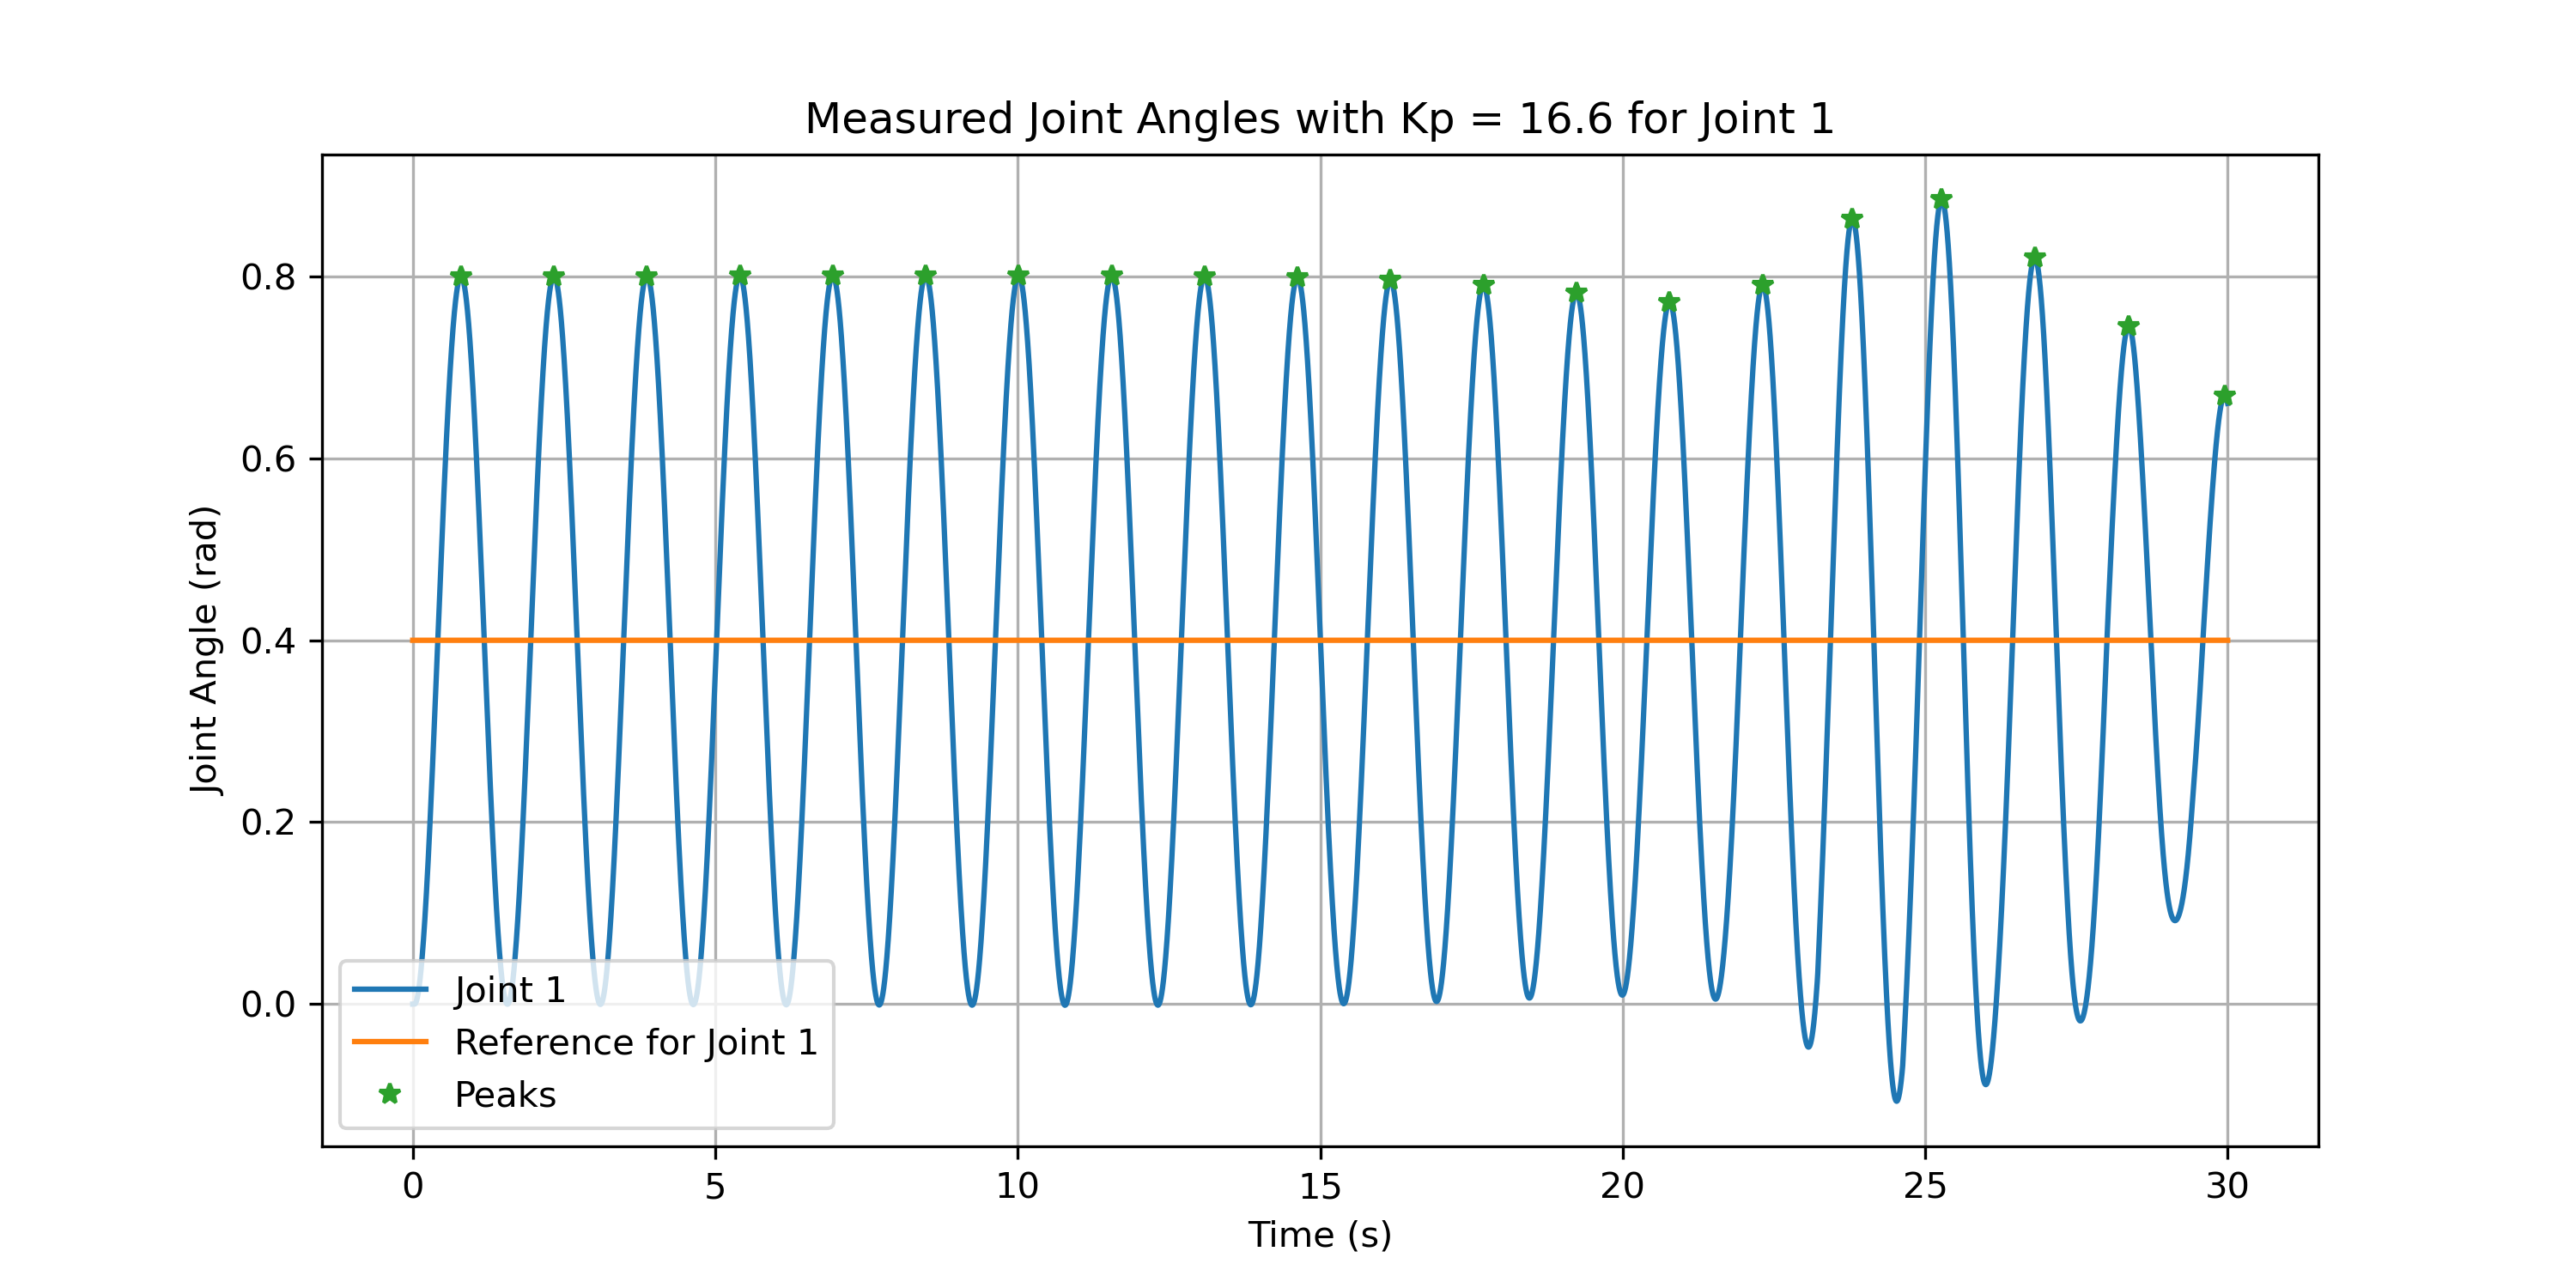 Measured Joint Angles with Kp = 16.6 for Joint 1
Joint Angle (rad)
0.8
0.6
0.4
0.2
0.0
Joint 1
Reference for Joint 1
Peaks
0 5 10 15 20 25 30
Time (s)